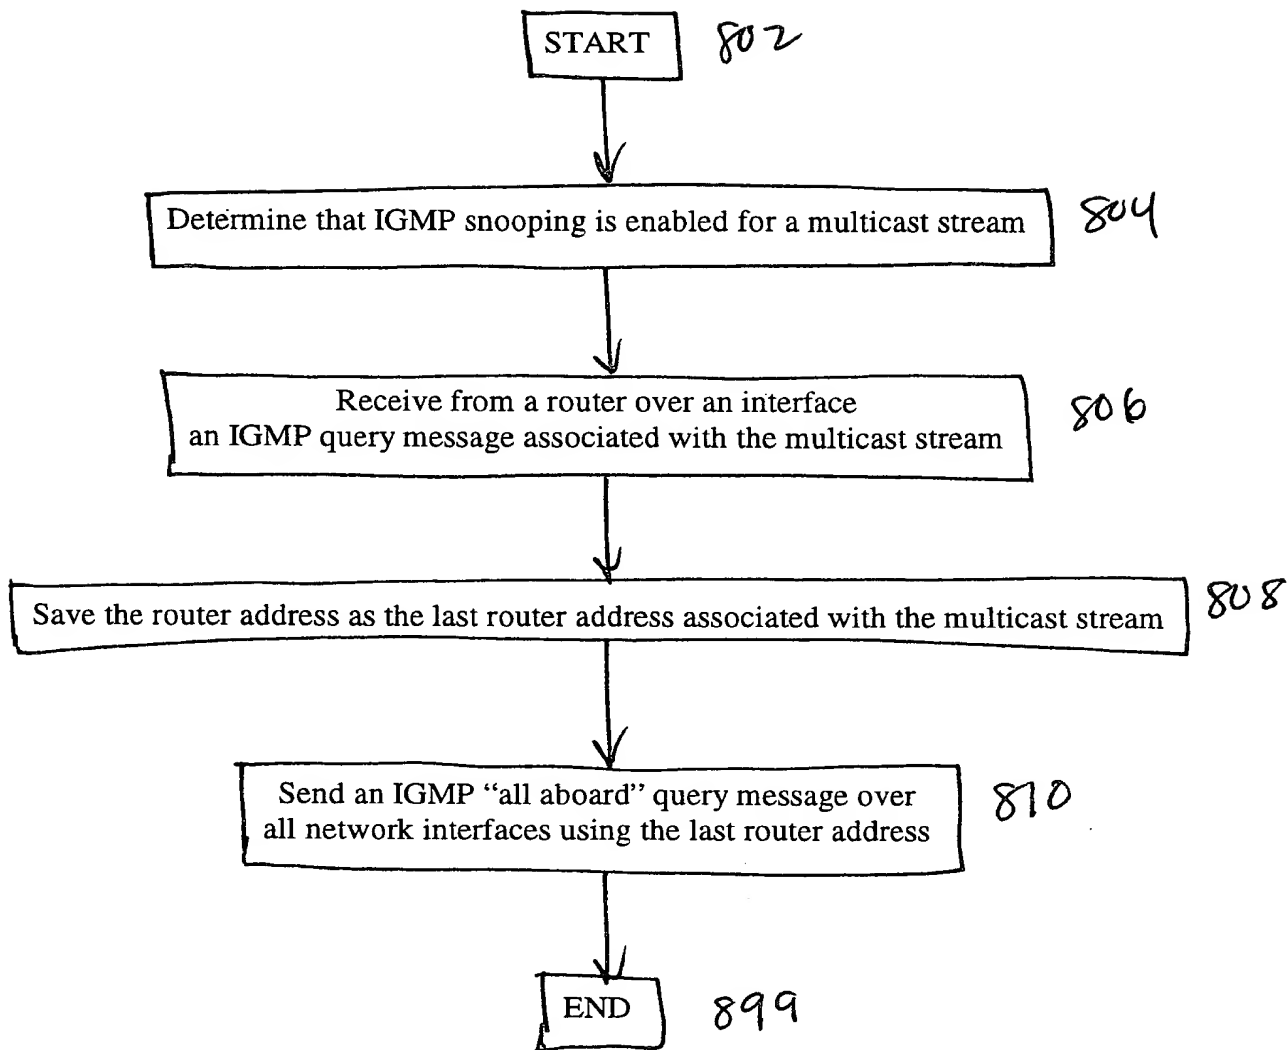 START 802
Determine that IGMP snooping is enabled for a multicast stream 804
Receive from a router over an interface
an IGMP query message associated with the multicast stream 806
Save the router address as the last router address associated with the multicast stream 808
Send an IGMP “all aboard” query message over
all network interfaces using the last router address 810
END 899